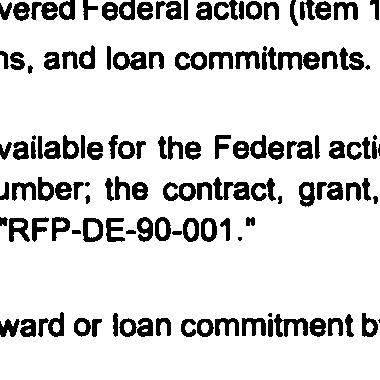 vered Federal action (item 1
ns, and loan commitments.
vailable for the Federal acti
umber; the contract, grant,
"RFP-DE-90-001."
ward or loan commitment b